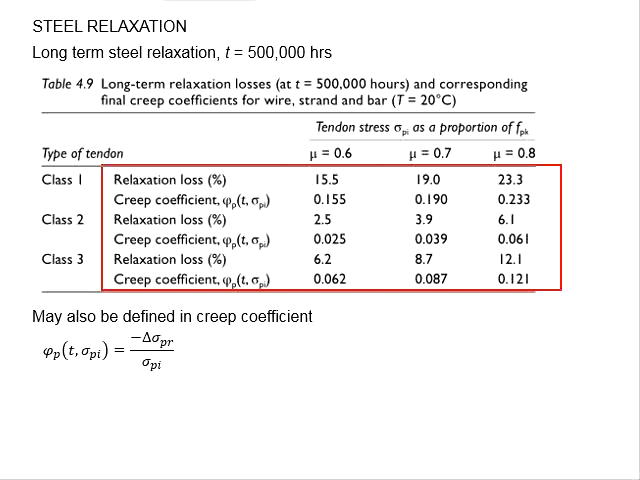 STEEL RELAXATION
Long term steel relaxation, t = 500,000 hrs
Table 4.9 Long-term relaxation losses (at t = 500,000 hours) and corresponding
final creep coefficients for wire, strand and bar (T = 20°C)
Tendon stress σpi as a proportion of fpk
Type of tendon μ = 0.6 μ = 0.7 μ = 0.8
Class 1 Relaxation loss (%) 15.5 19.0 23.3
Creep coefficient, φp(t, σpi) 0.155 0.190 0.233
Class 2 Relaxation loss (%) 2.5 3.9 6.1
Creep coefficient, φp(t, σpi) 0.025 0.039 0.061
Class 3 Relaxation loss (%) 6.2 8.7 12.1
Creep coefficient, φp(t, σpi) 0.062 0.087 0.121
May also be defined in creep coefficient
φp(t, σpi) = −Δσpr / σpi